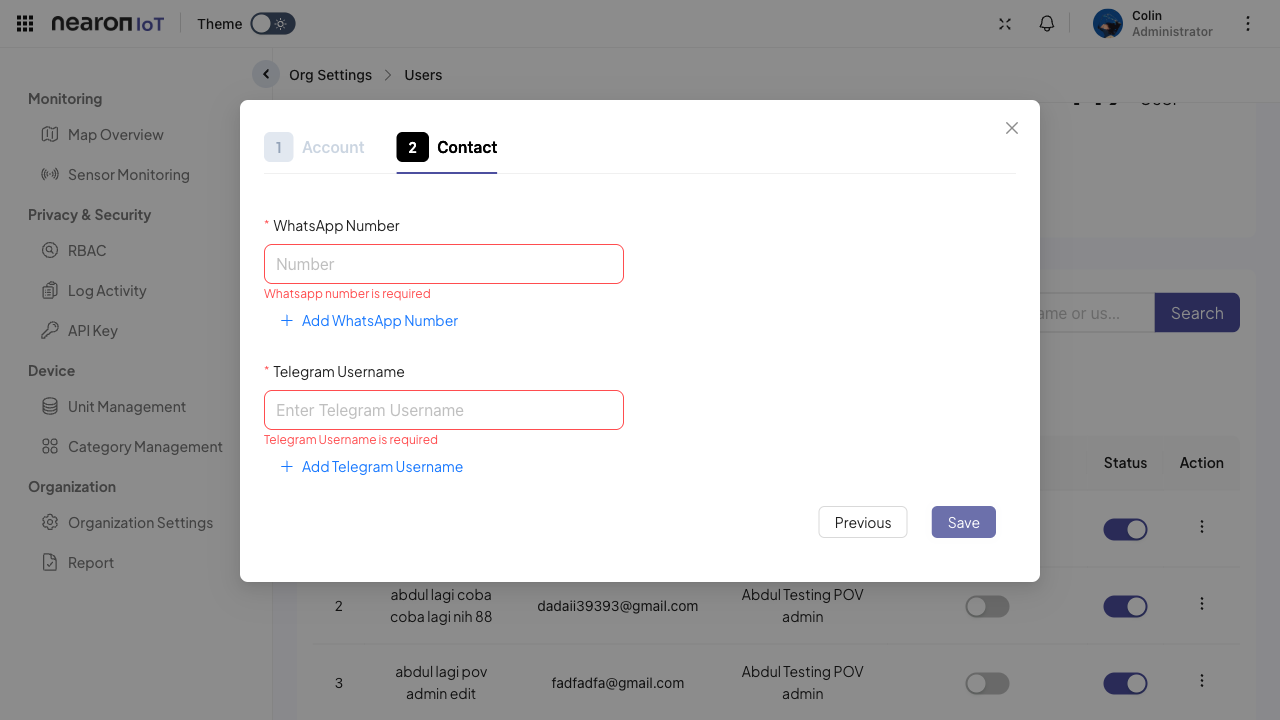 nearon IoT
Theme
Colin
Administrator
Org Settings
Users
Monitoring
Map Overview
Sensor Monitoring
Privacy & Security
RBAC
Log Activity
API Key
Device
Unit Management
Category Management
Organization
Organization Settings
Report
1 Account
2 Contact
* WhatsApp Number
Number
Whatsapp number is required
Add WhatsApp Number
* Telegram Username
Enter Telegram Username
Telegram Username is required
Add Telegram Username
Previous
Save
me or us...
Search
Status
Action
2
abdul lagi coba
coba lagi nih 88
dadaii39393@gmail.com
Abdul Testing POV
admin
3
abdul lagi pov
admin edit
fadfadfa@gmail.com
Abdul Testing POV
admin